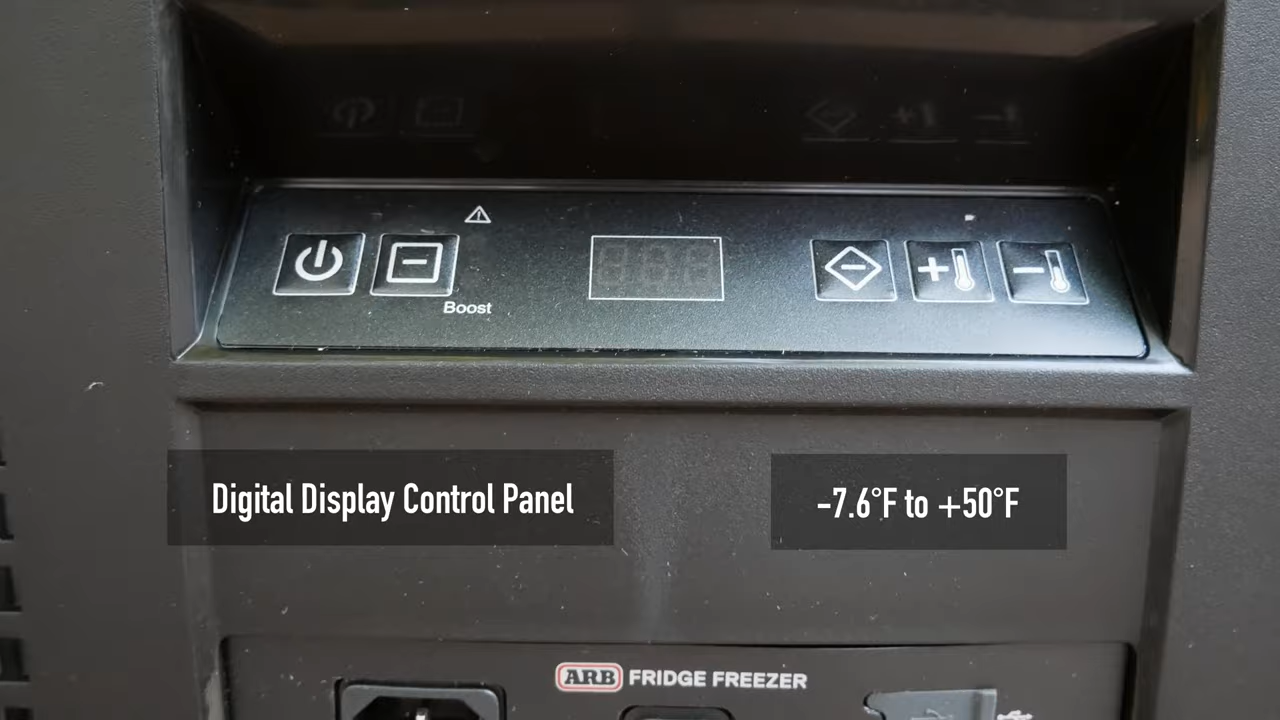 Boost
Digital Display Control Panel
-7.6°F to +50°F
ARB FRIDGE FREEZER